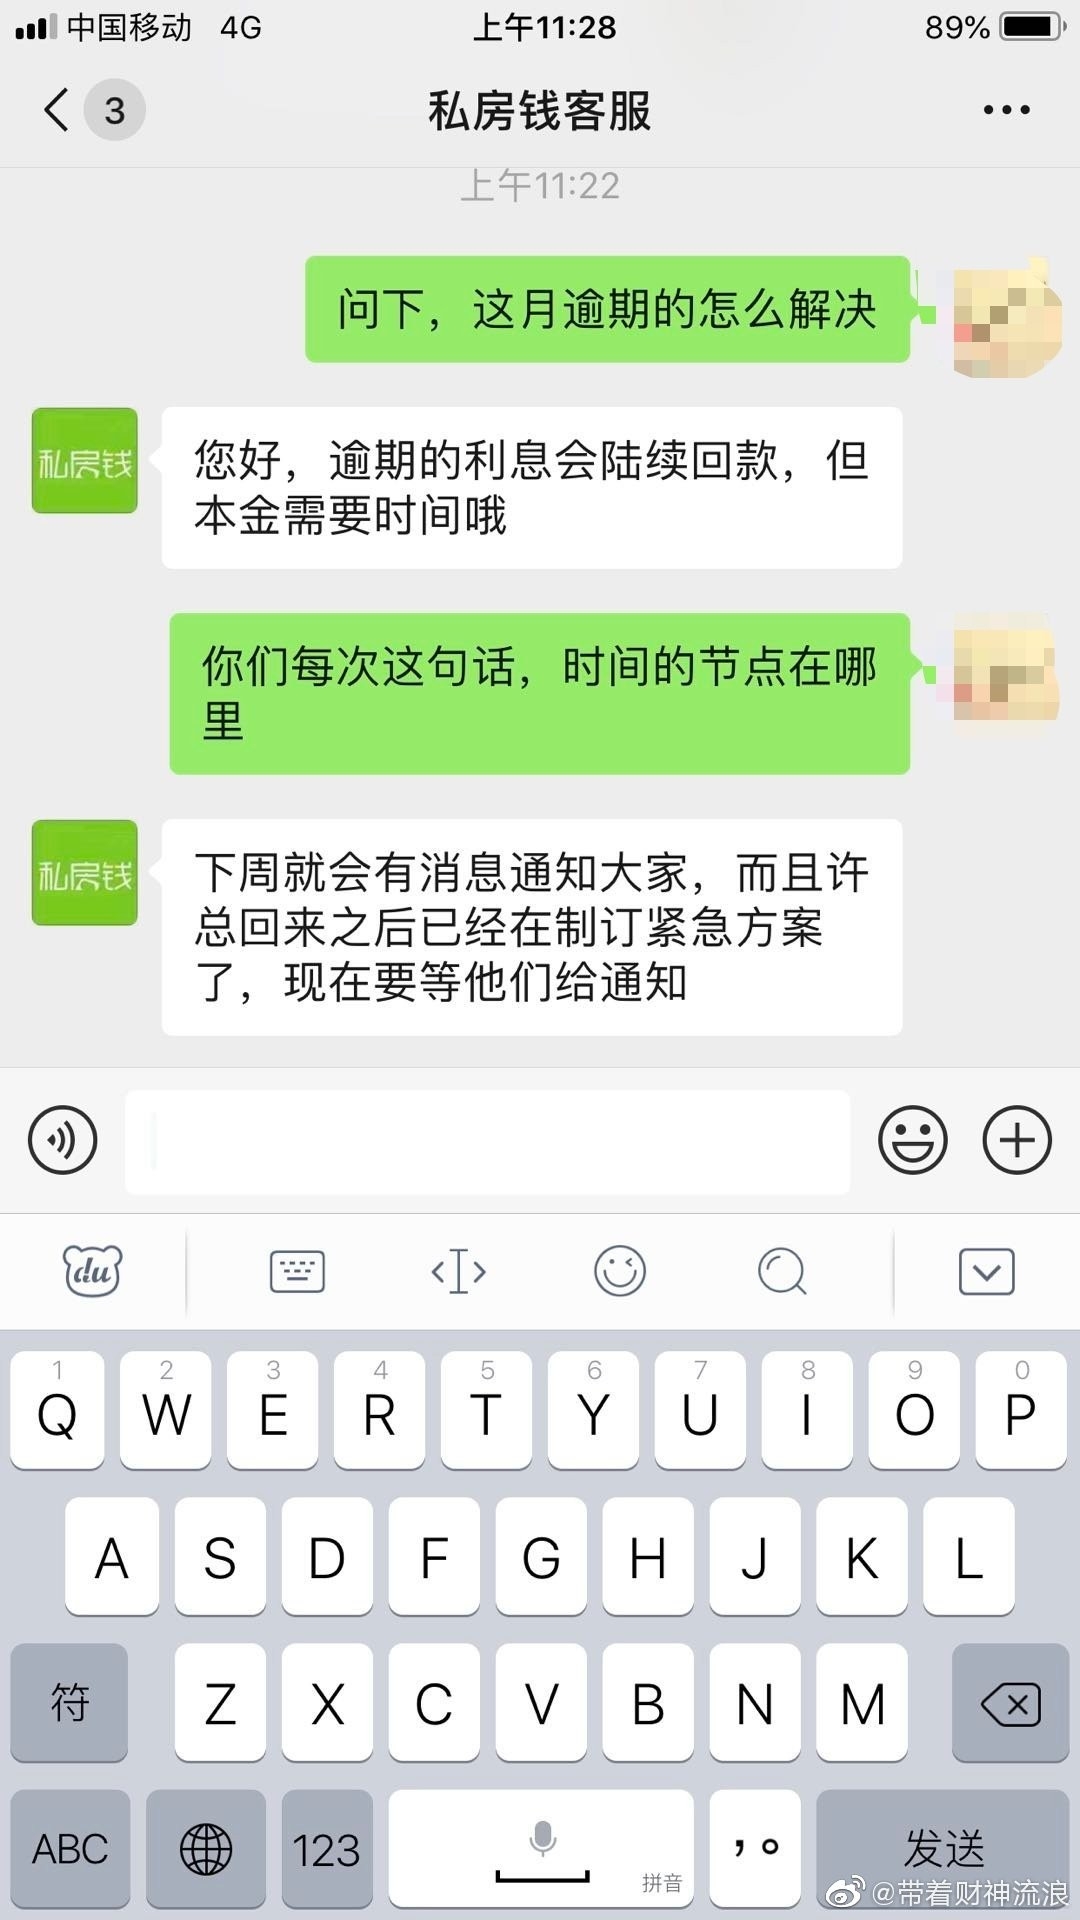 中国移动 4G 上午11:28 89%
3 私房钱客服
上午11:22
问下，这月逾期的怎么解决
私房钱
您好，逾期的利息会陆续回款，但
本金需要时间哦
你们每次这句话，时间的节点在哪
里
私房钱
下周就会有消息通知大家，而且许
总回来之后已经在制订紧急方案
了，现在要等他们给通知
du
1 2 3 4 5 6 7 8 9 0
Q W E R T Y U I O P
A S D F G H J K L
符 Z X C V B N M
ABC 123 拼音 ，。 发送
@带着财神流浪